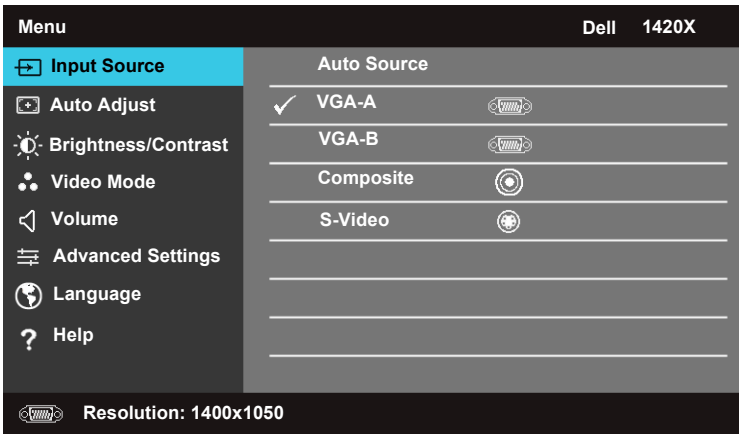 Menu
Dell 1420X
Input Source
Auto Adjust
Brightness/Contrast
Video Mode
Volume
Advanced Settings
Language
Help
Auto Source
VGA-A
VGA-B
Composite
S-Video
Resolution: 1400x1050